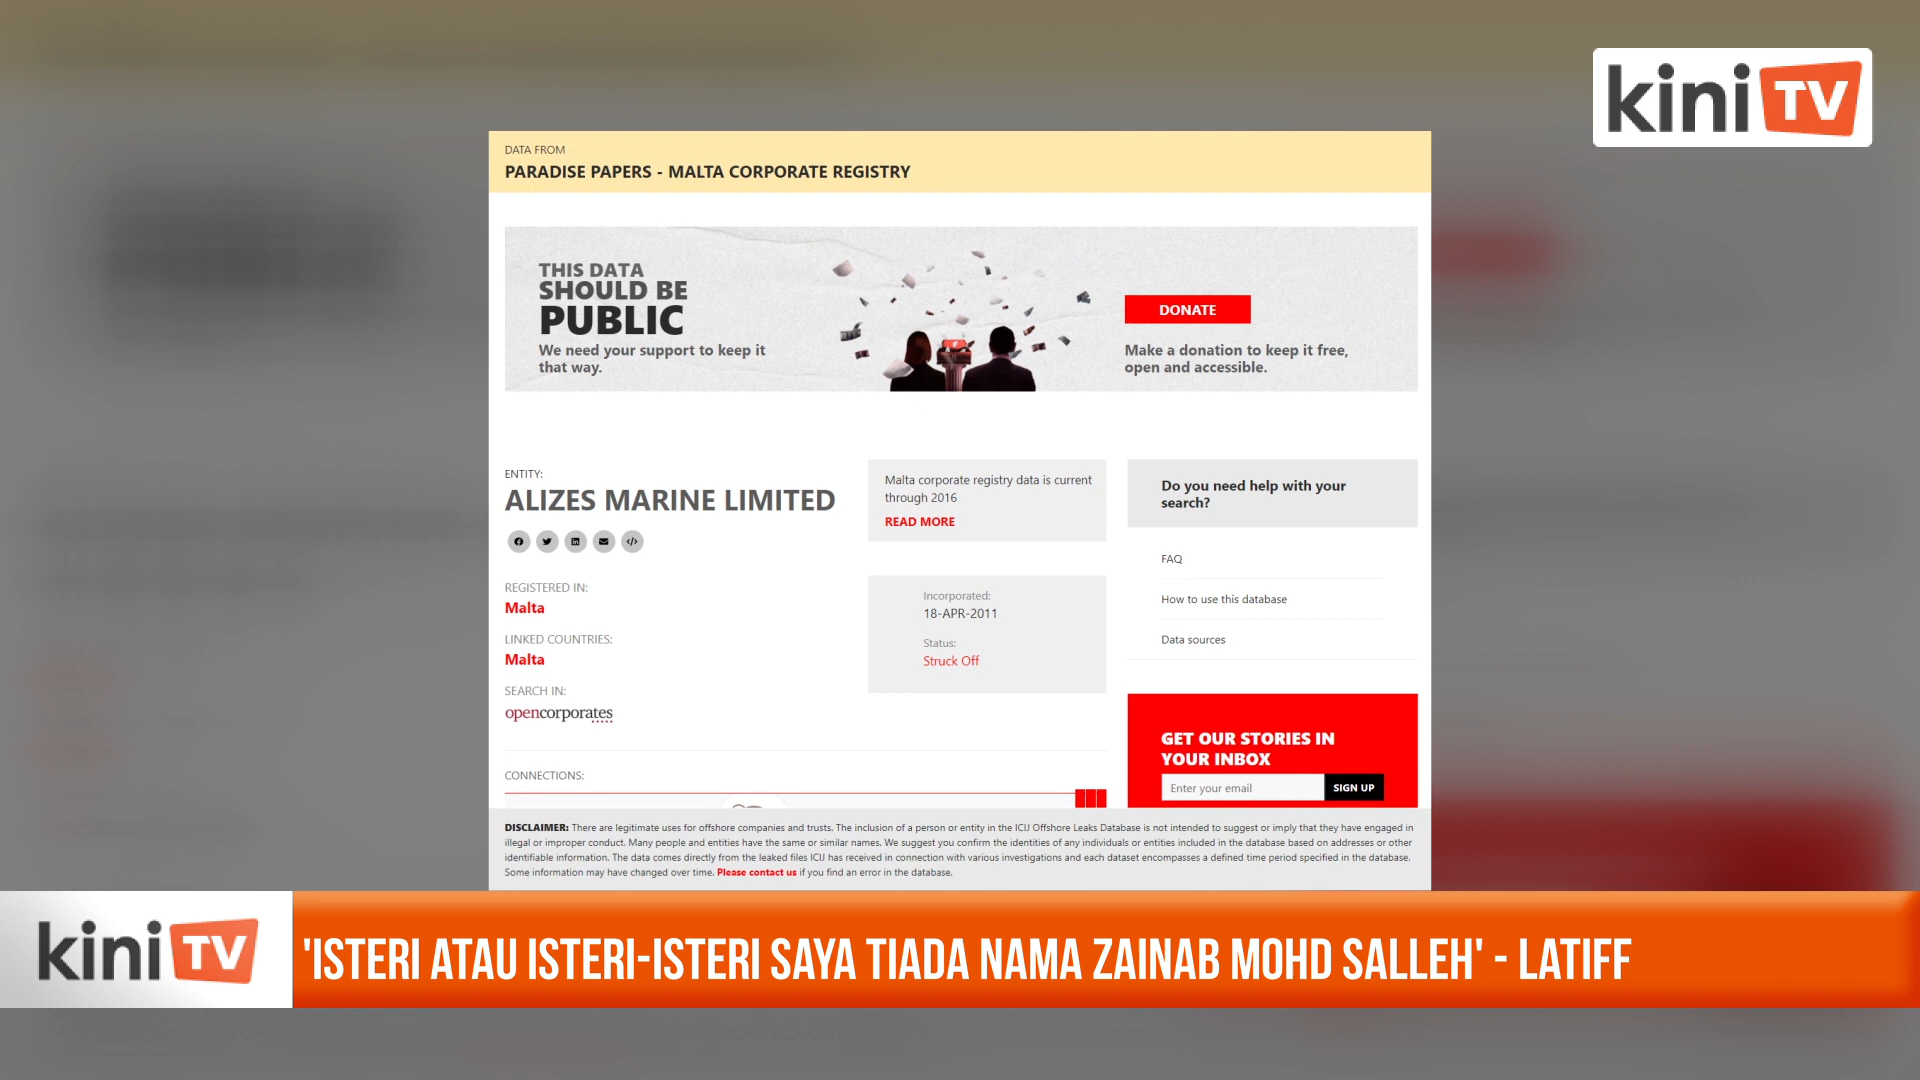 kini TV
DATA FROM
PARADISE PAPERS - MALTA CORPORATE REGISTRY
THIS DATA
SHOULD BE
PUBLIC
We need your support to keep it
that way.
DONATE
Make a donation to keep it free,
open and accessible.
ENTITY:
ALIZES MARINE LIMITED
REGISTERED IN:
Malta
LINKED COUNTRIES:
Malta
SEARCH IN:
opencorporates
CONNECTIONS:
Malta corporate registry data is current
through 2016
READ MORE
Incorporated:
18-APR-2011
Status:
Struck Off
Do you need help with your
search?
FAQ
How to use this database
Data sources
GET OUR STORIES IN
YOUR INBOX
Enter your email
SIGN UP
DISCLAIMER: There are legitimate uses for offshore companies and trusts. The inclusion of a person or entity in the ICIJ Offshore Leaks Database is not intended to suggest or imply that they have engaged in
illegal or improper conduct. Many people and entities have the same or similar names. We suggest you confirm the identities of any individuals or entities included in the database based on addresses or other
identifiable information. The data comes directly from the leaked files ICIJ has received in connection with various investigations and each dataset encompasses a defined time period specified in the database.
Some information may have changed over time. Please contact us if you find an error in the database.
kini TV
'ISTERI ATAU ISTERI-ISTERI SAYA TIADA NAMA ZAINAB MOHD SALLEH' - LATIFF